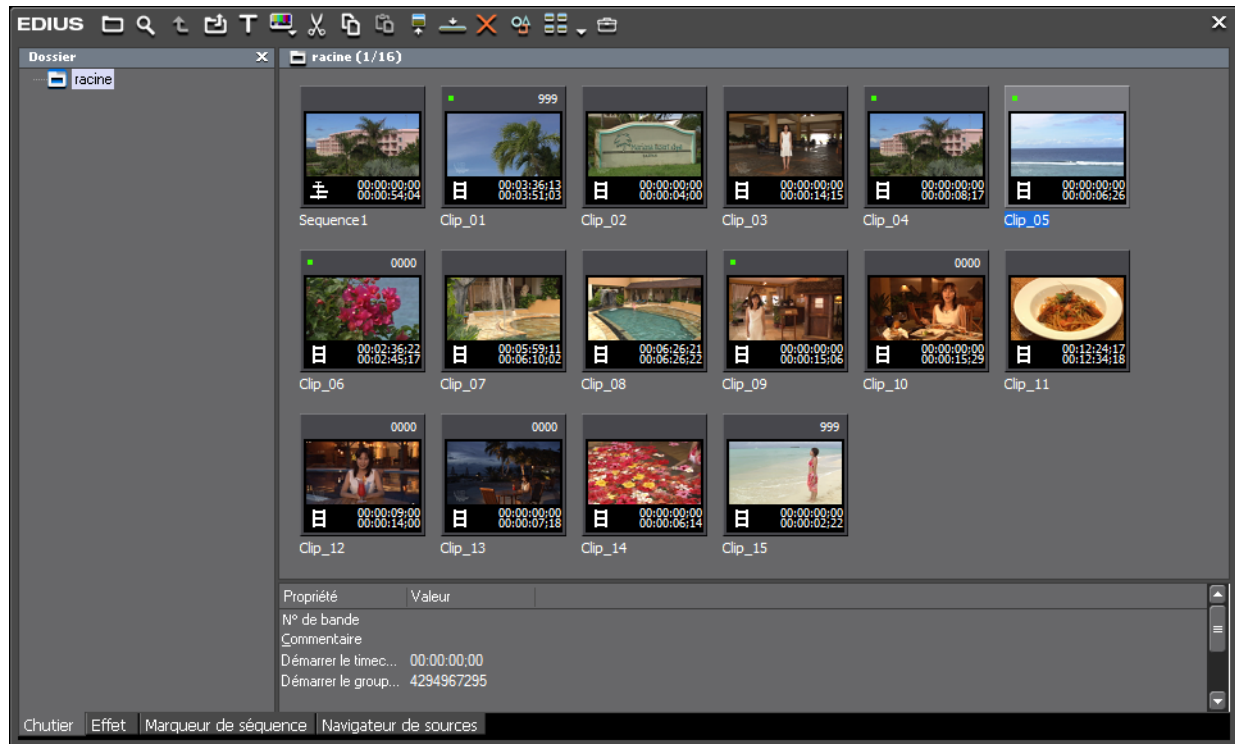 EDIUS
T
Dossier X
racine (1/16)
racine
00:00:00;00
00:00:54;04
Sequence1
999
00:03:36;13
00:03:51;03
Clip_01
00:00:00;00
00:00:04;00
Clip_02
00:00:00;00
00:00:14;15
Clip_03
00:00:00;00
00:00:08;17
Clip_04
00:00:00;00
00:00:06;26
Clip_05
0000
00:02:36;22
00:02:45;17
Clip_06
00:05:59;11
00:06:10;02
Clip_07
00:06:26;21
00:06:26;22
Clip_08
00:00:00;00
00:00:15;06
Clip_09
0000
00:00:00;00
00:00:15;29
Clip_10
00:12:24;17
00:12:34;18
Clip_11
0000
00:00:09;00
00:00:14;00
Clip_12
0000
00:00:00;00
00:00:07;18
Clip_13
00:00:00;00
00:00:06;14
Clip_14
999
00:00:00;00
00:00:02;22
Clip_15
Propriété Valeur
N° de bande
Commentaire
Démarrer le timec... 00:00:00;00
Démarrer le group... 4294967295
Chutier Effet Marqueur de séquence Navigateur de sources